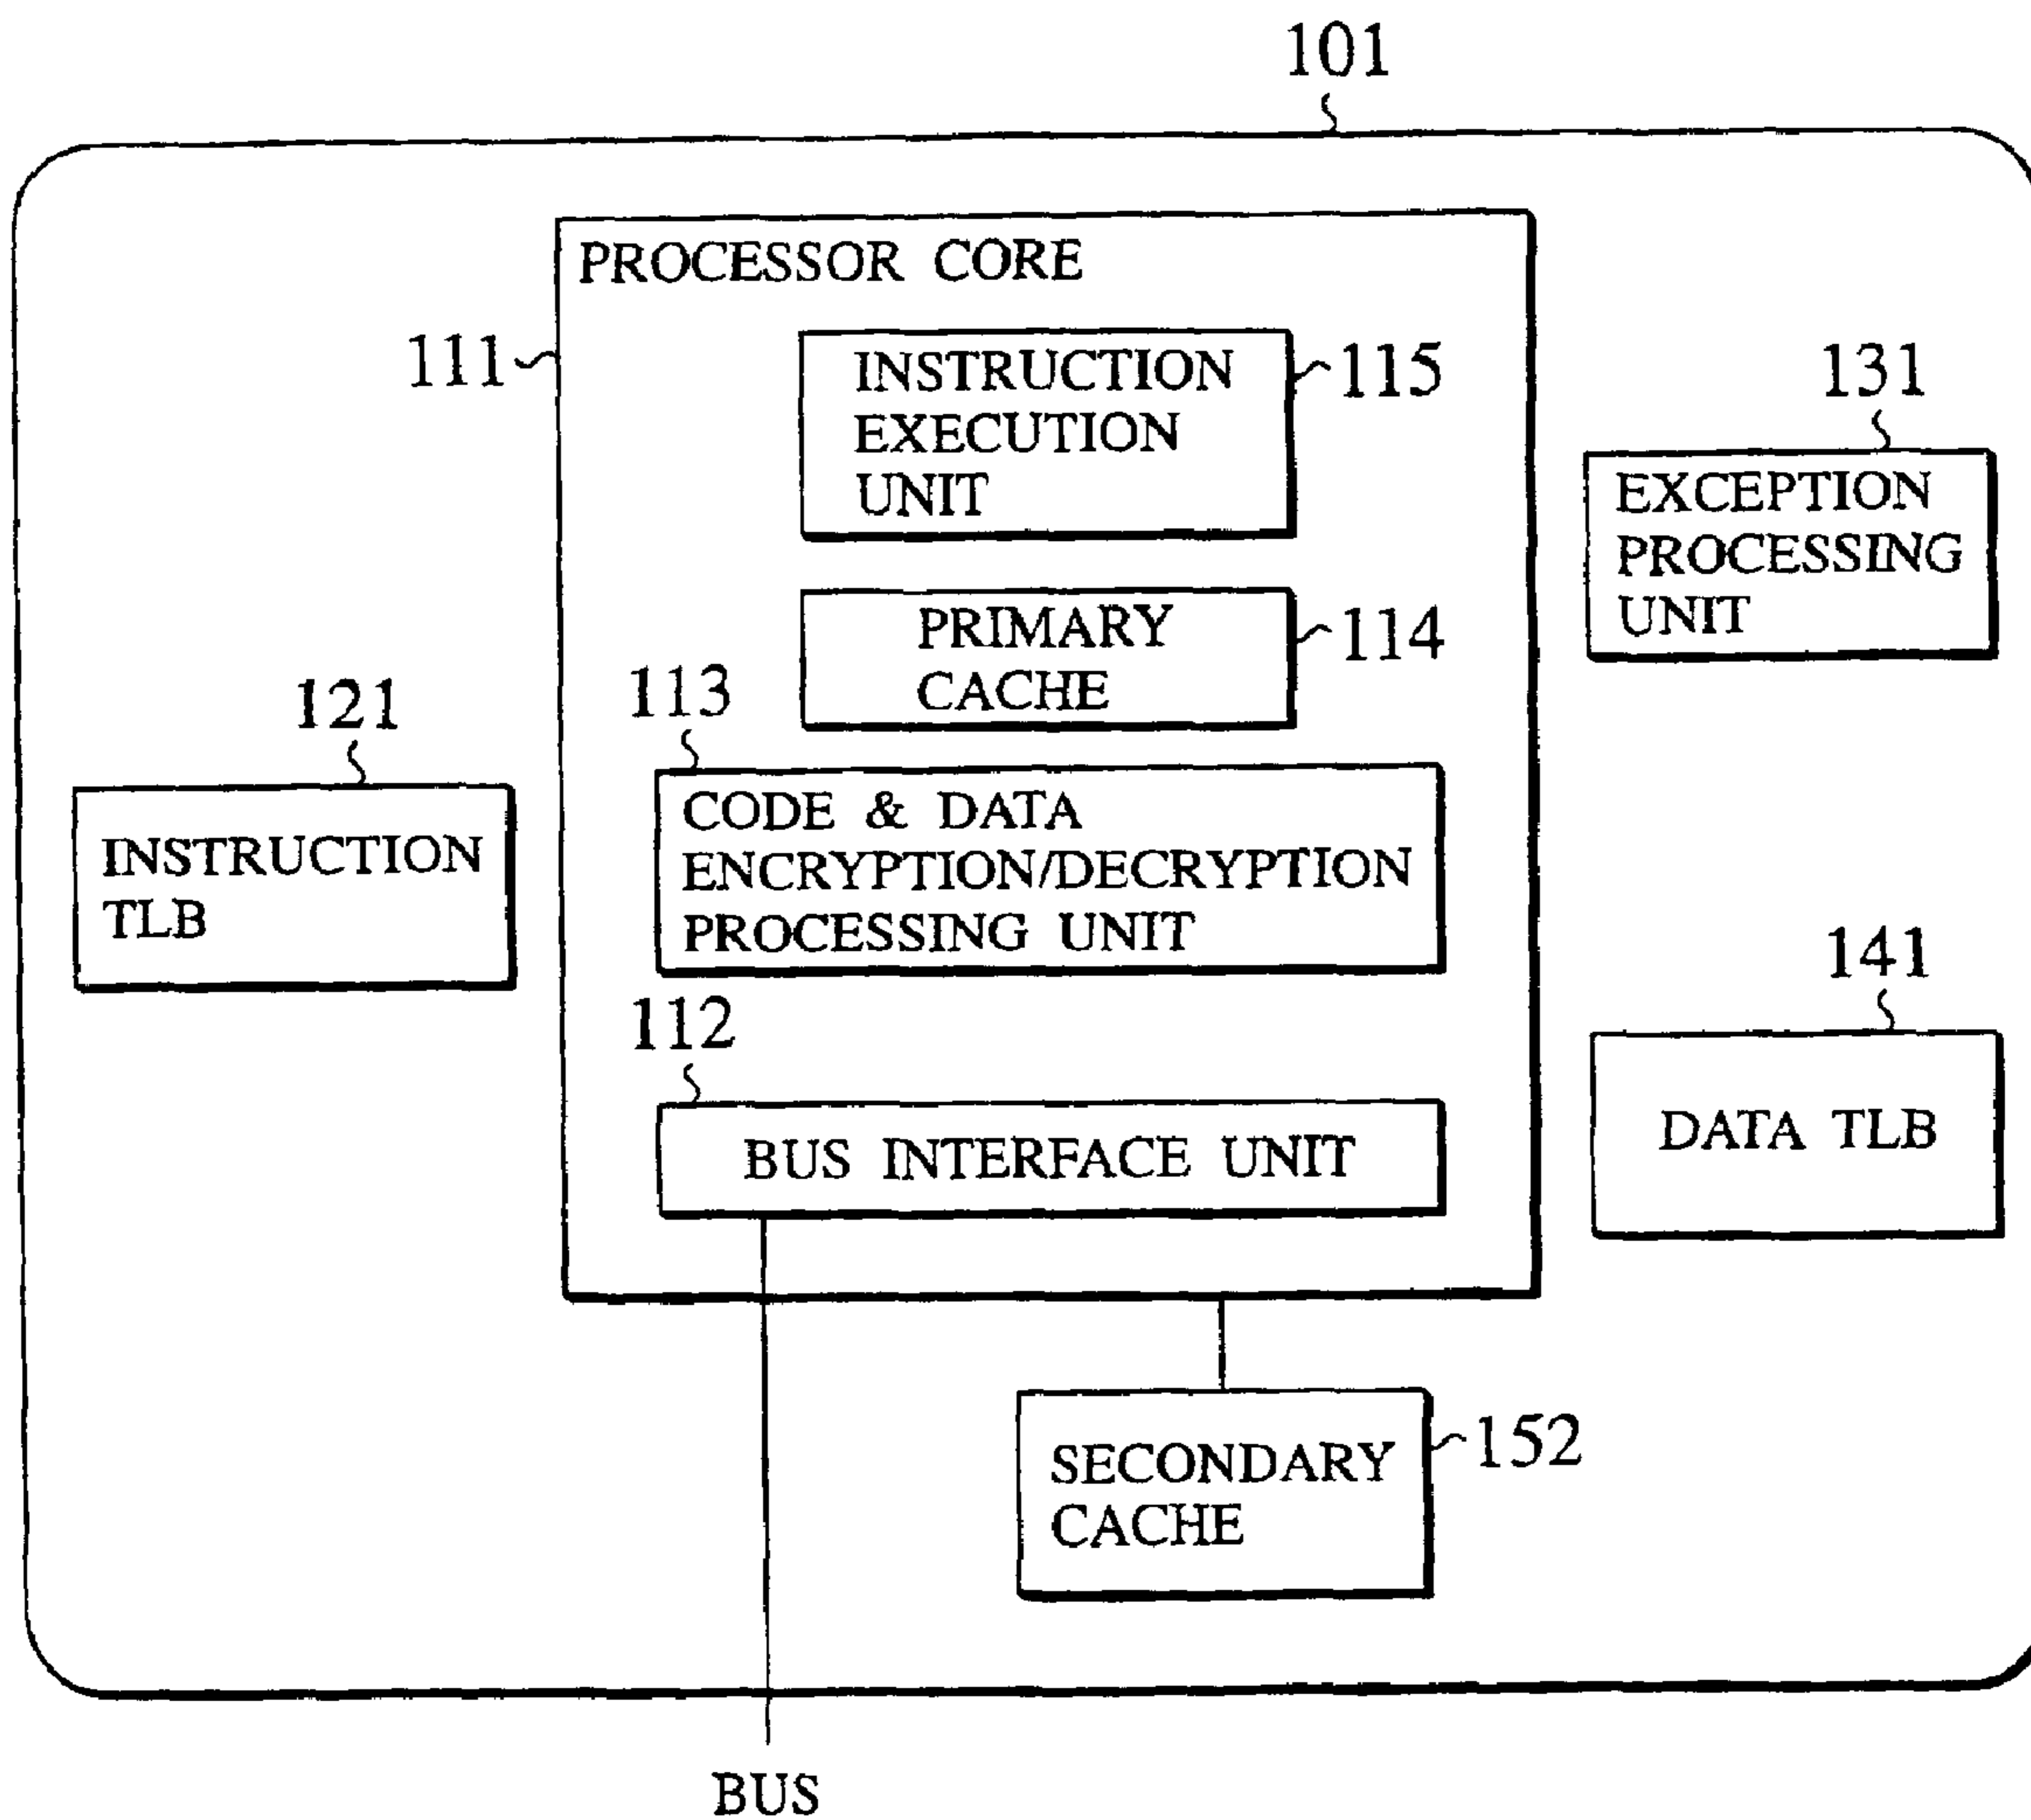 101
PROCESSOR CORE
111
INSTRUCTION
EXECUTION
UNIT
115
131
EXCEPTION
PROCESSING
UNIT
PRIMARY
CACHE
114
121
INSTRUCTION
TLB
113
CODE & DATA
ENCRYPTION/DECRYPTION
PROCESSING UNIT
141
DATA TLB
112
BUS INTERFACE UNIT
SECONDARY
CACHE
152
BUS